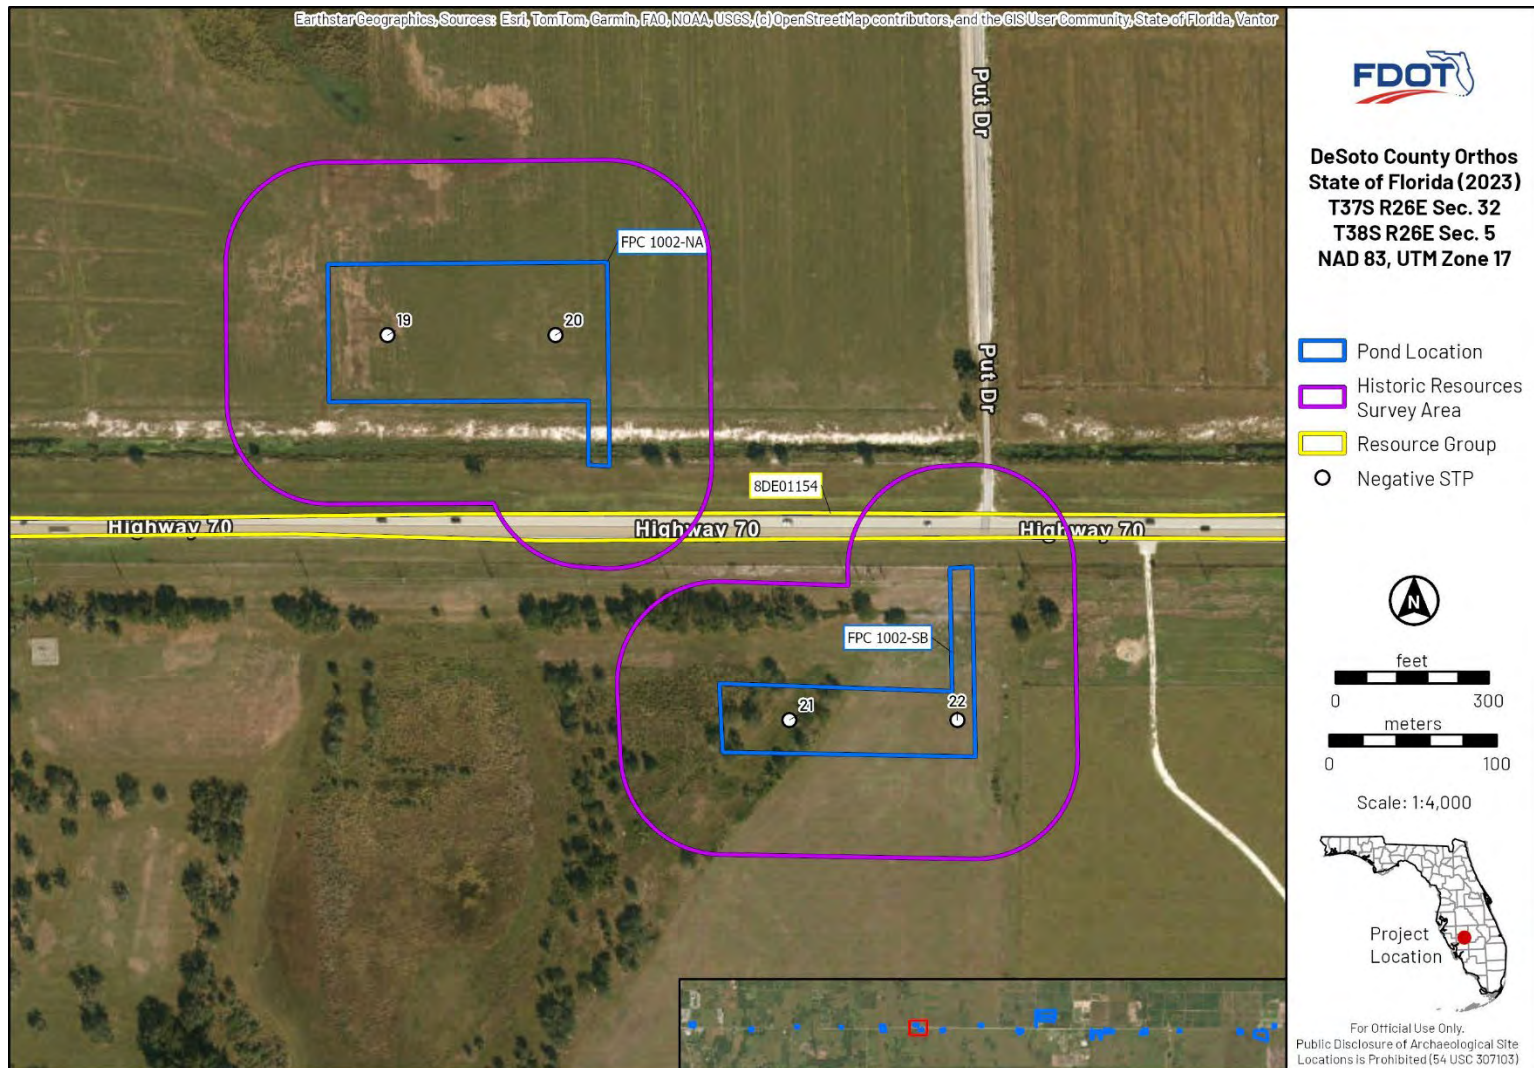 Earthstar Geographics, Sources: Esri, TomTom, Garmin, FAO, NOAA, USGS, (c) OpenStreetMap contributors, and the GIS User Community, State of Florida, Vantor
Put Dr
FPC 1002-NA
19
20
Put Dr
8DE01154
Highway 70
Highway 70
Highway 70
FPC 1002-SB
21
22
FDOT
DeSoto County Orthos
State of Florida (2023)
T37S R26E Sec. 32
T38S R26E Sec. 5
NAD 83, UTM Zone 17
Pond Location
Historic Resources
Survey Area
Resource Group
Negative STP
N
feet
0 300
meters
0 100
Scale: 1:4,000
Project
Location
For Official Use Only.
Public Disclosure of Archaeological Site
Locations is Prohibited (54 USC 307103)